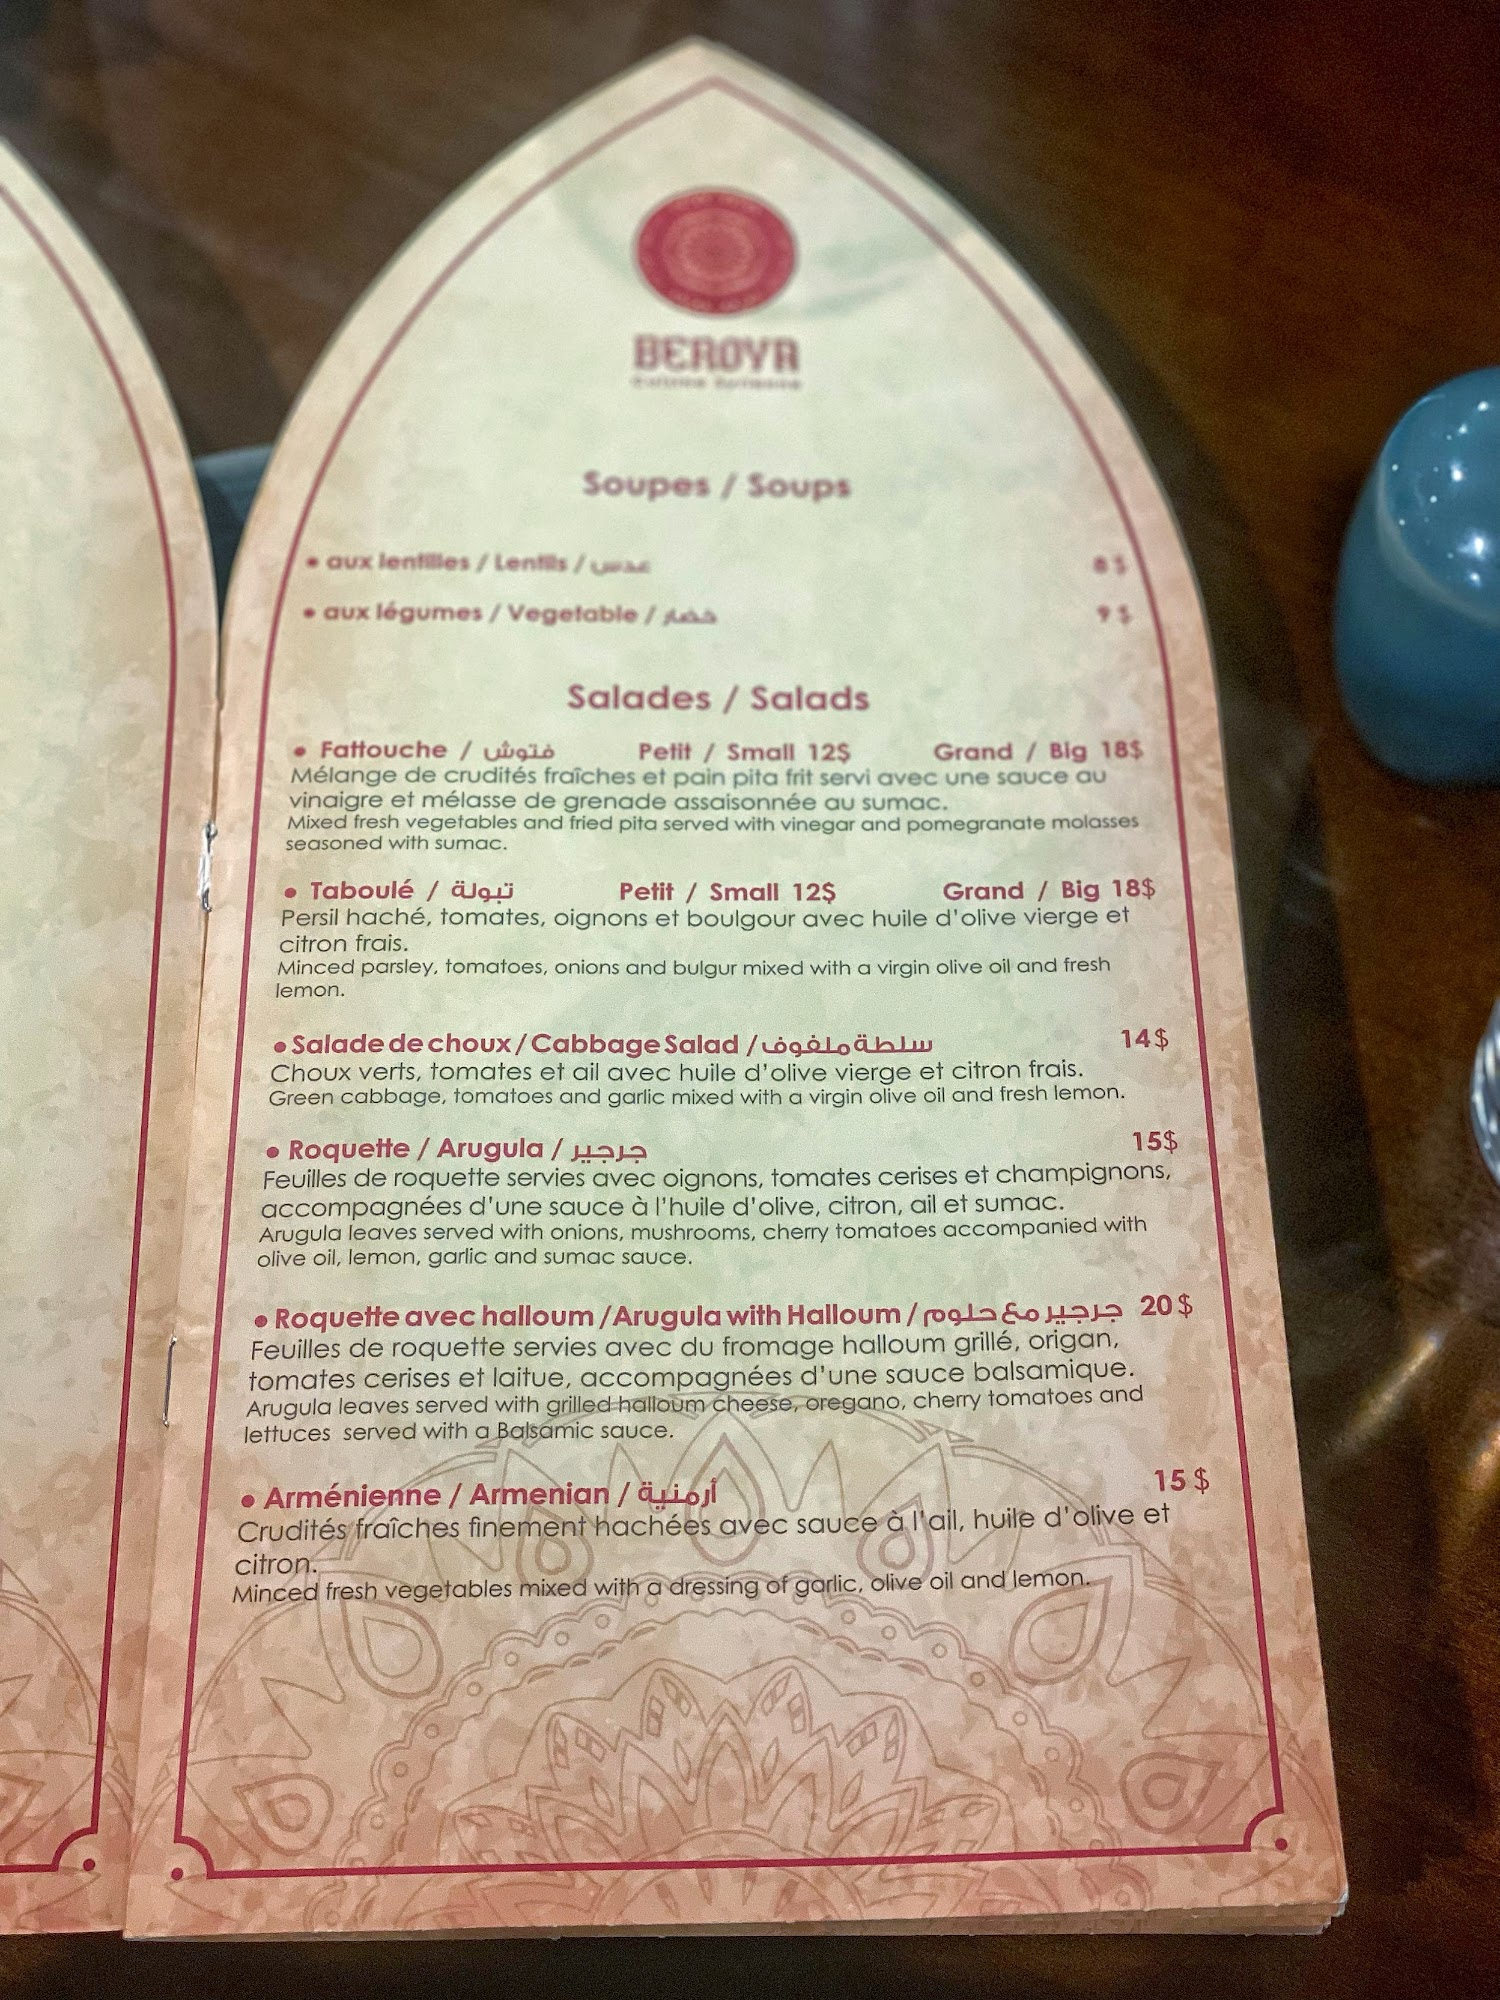 BEROYA
Cuisine Syrienne
Soupes / Soups
• aux lentilles / Lentils / عدس 8$
• aux légumes / Vegetable / خضار 9$
Salades / Salads
• Fattouche / فتوش Petit / Small 12$ Grand / Big 18$
Mélange de crudités fraîches et pain pita frit servi avec une sauce au
vinaigre et mélasse de grenade assaisonnée au sumac.
Mixed fresh vegetables and fried pita served with vinegar and pomegranate molasses
seasoned with sumac.
• Taboulé / تبولة Petit / Small 12$ Grand / Big 18$
Persil haché, tomates, oignons et boulgour avec huile d'olive vierge et
citron frais.
Minced parsley, tomatoes, onions and bulgur mixed with a virgin olive oil and fresh
lemon.
• Salade de choux / Cabbage Salad / سلطة ملفوف 14$
Choux verts, tomates et ail avec huile d'olive vierge et citron frais.
Green cabbage, tomatoes and garlic mixed with a virgin olive oil and fresh lemon.
• Roquette / Arugula / جرجير 15$
Feuilles de roquette servies avec oignons, tomates cerises et champignons,
accompagnées d'une sauce à l'huile d'olive, citron, ail et sumac.
Arugula leaves served with onions, mushrooms, cherry tomatoes accompanied with
olive oil, lemon, garlic and sumac sauce.
• Roquette avec halloum /Arugula with Halloum / جرجير مع حلوم 20$
Feuilles de roquette servies avec du fromage halloum grillé, origan,
tomates cerises et laitue, accompagnées d'une sauce balsamique.
Arugula leaves served with grilled halloum cheese, oregano, cherry tomatoes and
lettuces served with a Balsamic sauce.
• Arménienne / Armenian / أرمنية 15$
Crudités fraîches finement hachées avec sauce à l'ail, huile d'olive et
citron.
Minced fresh vegetables mixed with a dressing of garlic, olive oil and lemon.